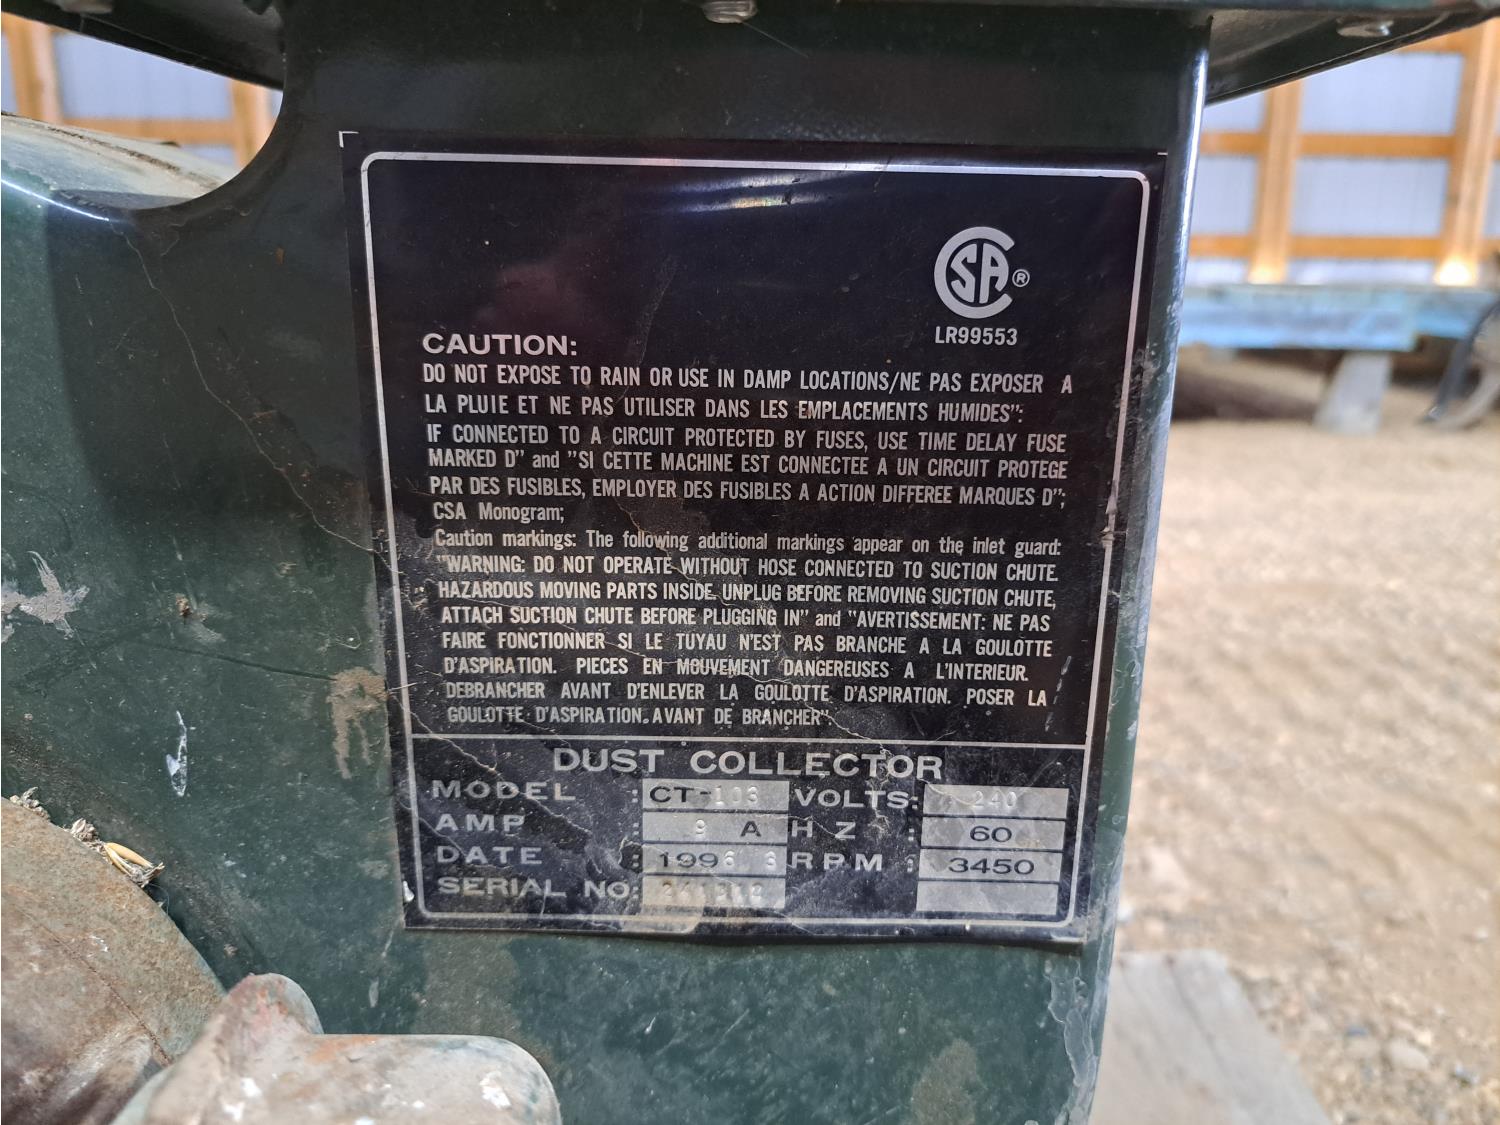 CSA ®
LR99553
CAUTION:
DO NOT EXPOSE TO RAIN OR USE IN DAMP LOCATIONS/NE PAS EXPOSER A
LA PLUIE ET NE PAS UTILISER DANS LES EMPLACEMENTS HUMIDES":
IF CONNECTED TO A CIRCUIT PROTECTED BY FUSES, USE TIME DELAY FUSE
MARKED D" and "SI CETTE MACHINE EST CONNECTEE A UN CIRCUIT PROTEGE
PAR DES FUSIBLES, EMPLOYER DES FUSIBLES A ACTION DIFFEREE MARQUES D";
CSA Monogram;
Caution markings: The following additional markings appear on the inlet guard:
"WARNING: DO NOT OPERATE WITHOUT HOSE CONNECTED TO SUCTION CHUTE.
HAZARDOUS MOVING PARTS INSIDE. UNPLUG BEFORE REMOVING SUCTION CHUTE,
ATTACH SUCTION CHUTE BEFORE PLUGGING IN" and "AVERTISSEMENT: NE PAS
FAIRE FONCTIONNER SI LE TUYAU N'EST PAS BRANCHE A LA GOULOTTE
D'ASPIRATION. PIECES EN MOUVEMENT DANGEREUSES A L'INTERIEUR.
DEBRANCHER AVANT D'ENLEVER LA GOULOTTE D'ASPIRATION. POSER LA
GOULOTTE D'ASPIRATION. AVANT DE BRANCHER".
DUST COLLECTOR
MODEL : CT-103 VOLTS: 240
AMP : 9 A HZ : 60
DATE : 1996 3 RPM : 3450
SERIAL NO: